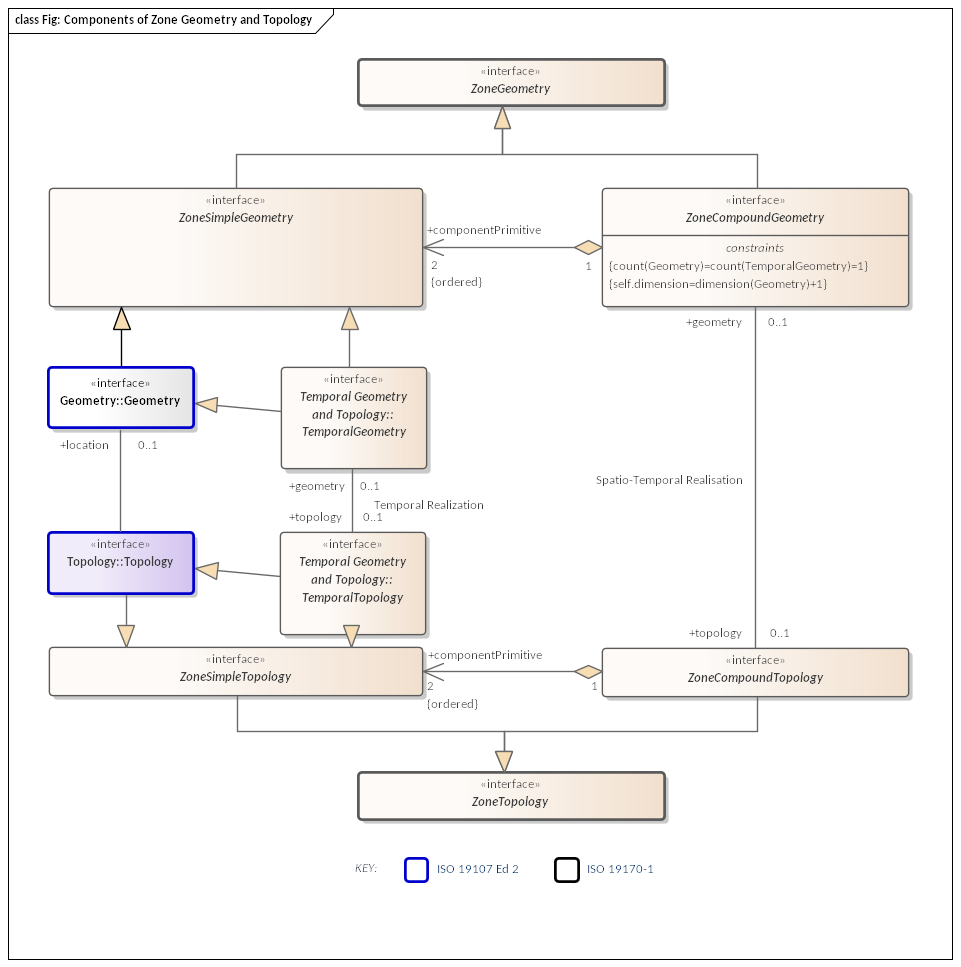 class Fig: Components of Zone Geometry and Topology
«interface»
ZoneGeometry
«interface»
ZoneSimpleGeometry
«interface»
ZoneCompoundGeometry
constraints
{count(Geometry)=count(TemporalGeometry)=1}
{self.dimension=dimension(Geometry)+1}
+componentPrimitive
2
1
{ordered}
+geometry
0..1
«interface»
Geometry::Geometry
«interface»
Temporal Geometry
and Topology::
TemporalGeometry
+location
0..1
+geometry
0..1
Temporal Realization
+topology
0..1
Spatio-Temporal Realisation
«interface»
Topology::Topology
«interface»
Temporal Geometry
and Topology::
TemporalTopology
+topology
0..1
«interface»
ZoneSimpleTopology
+componentPrimitive
2
1
{ordered}
«interface»
ZoneCompoundTopology
«interface»
ZoneTopology
KEY:
ISO 19107 Ed 2
ISO 19170-1